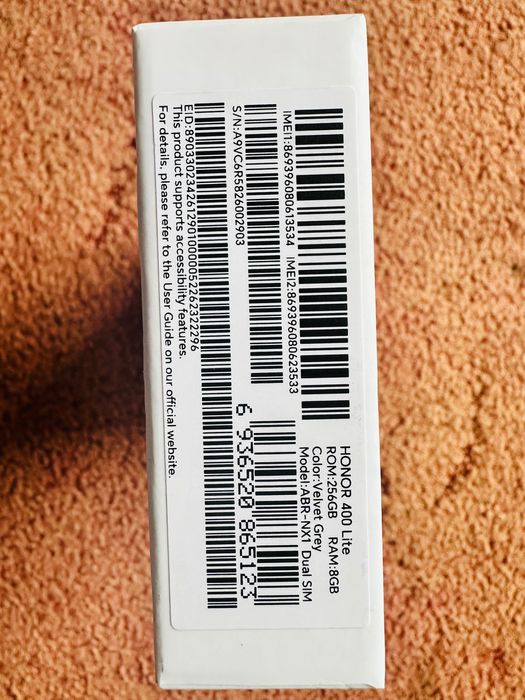 HONOR 400 Lite
ROM:256GB RAM:8GB
Color:Velvet Grey
Model:ABR-NX1 Dual SIM
IMEI1:869396080613534 IMEI2:869396080623533
6 936520 865123
S/N:A9VC6R5826002903
EID:89033023426129010000052262322296
This product supports accessibility features.
For details, please refer to the User Guide on our official website.